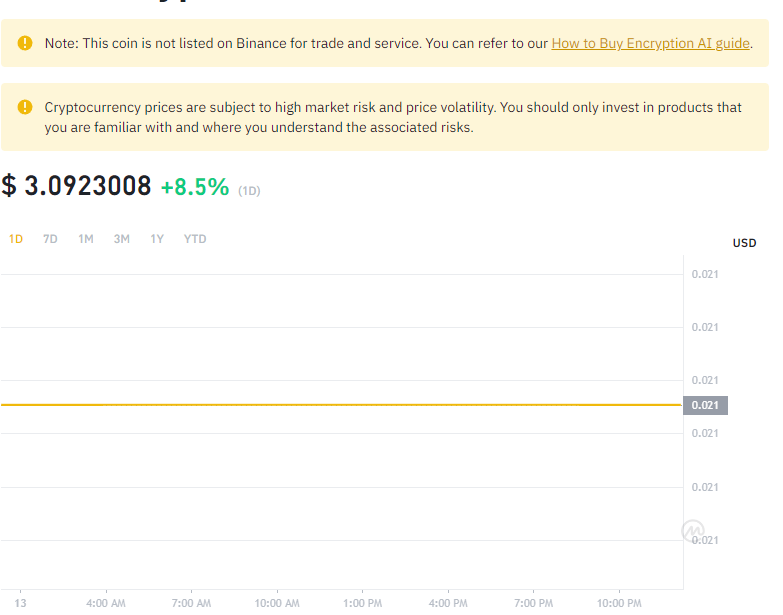 Note: This coin is not listed on Binance for trade and service. You can refer to our How to Buy Encryption AI guide.
Cryptocurrency prices are subject to high market risk and price volatility. You should only invest in products that
you are familiar with and where you understand the associated risks.
$ 3.0923008 +8.5% (1D)
1D 7D 1M 3M 1Y YTD
USD
0.021
0.021
0.021
0.021
0.021
0.021
0.021
13 4:00 AM 7:00 AM 10:00 AM 1:00 PM 4:00 PM 7:00 PM 10:00 PM